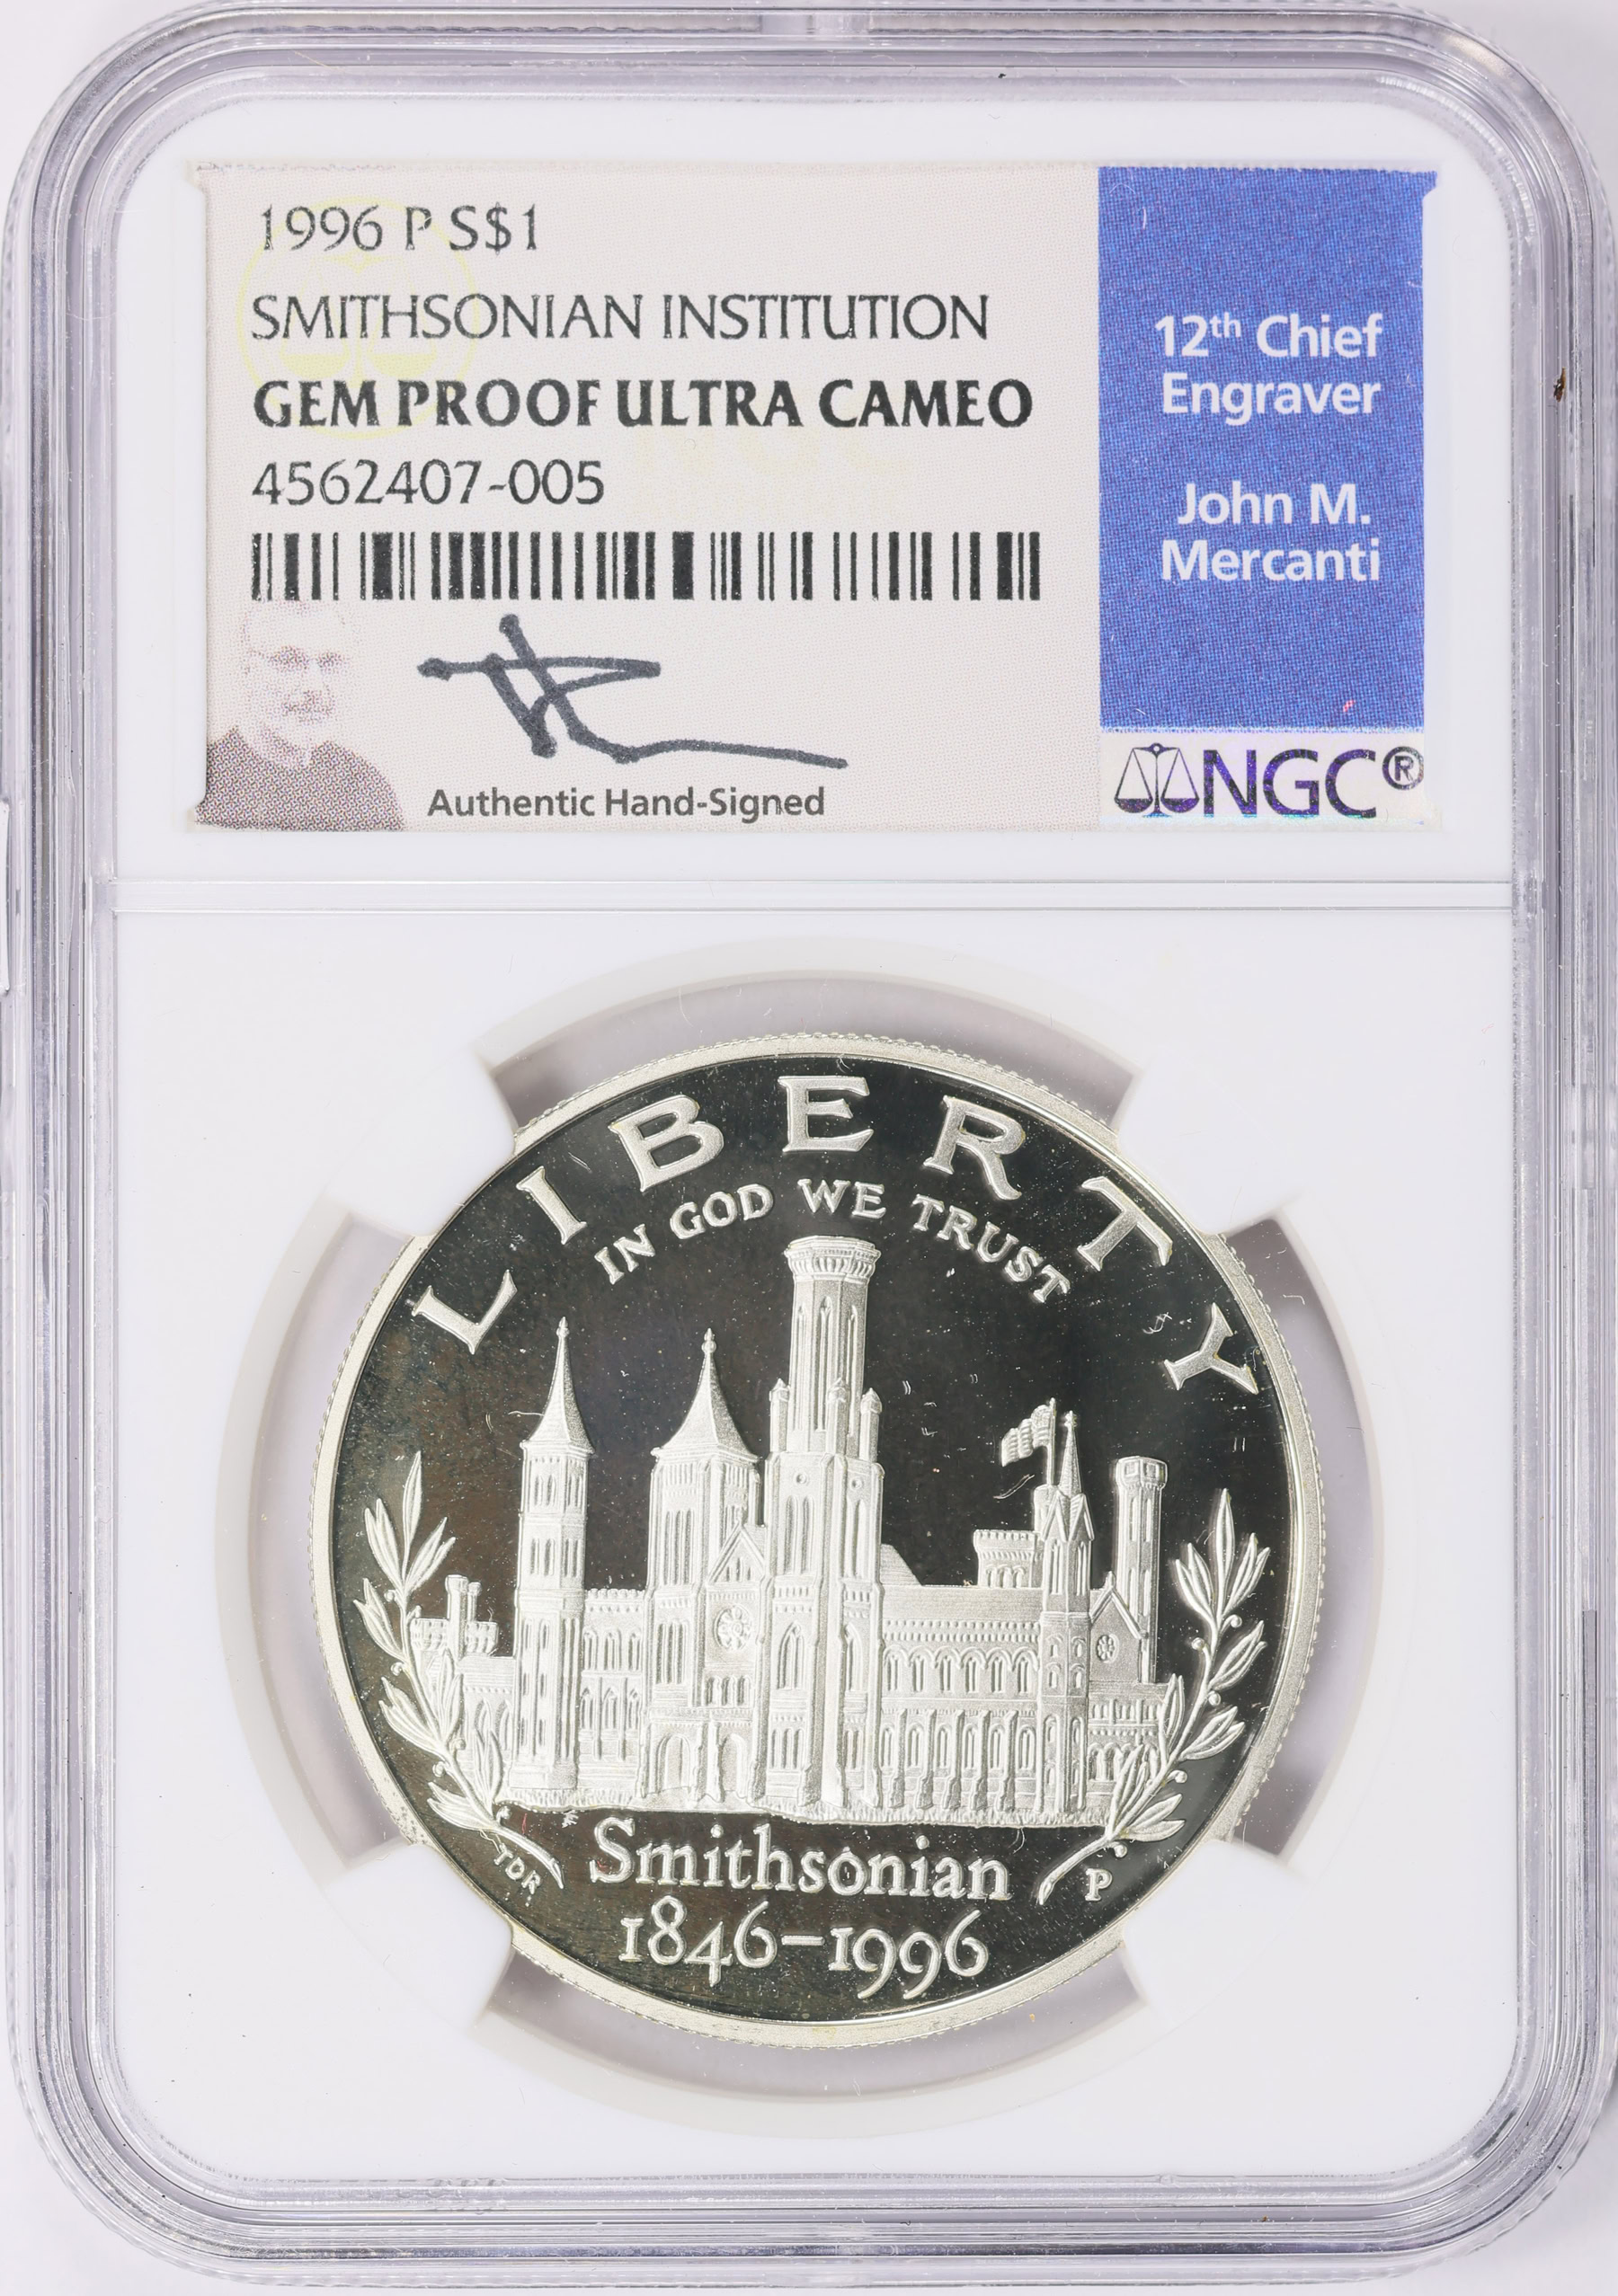 1996 P S$1
SMITHSONIAN INSTITUTION
GEM PROOF ULTRA CAMEO
4562407-005
Authentic Hand-Signed
12th Chief
Engraver
John M.
Mercanti
NGC®
LIBERTY
IN GOD WE TRUST
TDR
P
Smithsonian
1846-1996